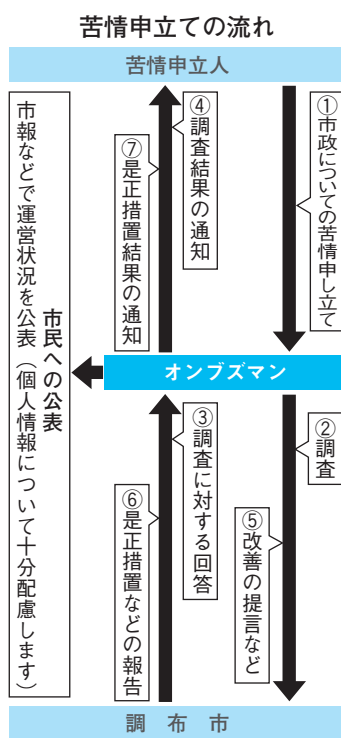 苦情申立ての流れ
苦情申立人
①市政についての苦情申し立て
④調査結果の通知
⑦是正措置結果の通知
オンブズマン
②調査
③調査に対する回答
⑤改善の提言など
⑥是正措置などの報告
市民への公表
市報などで運営状況を公表（個人情報について十分配慮します）
調布市